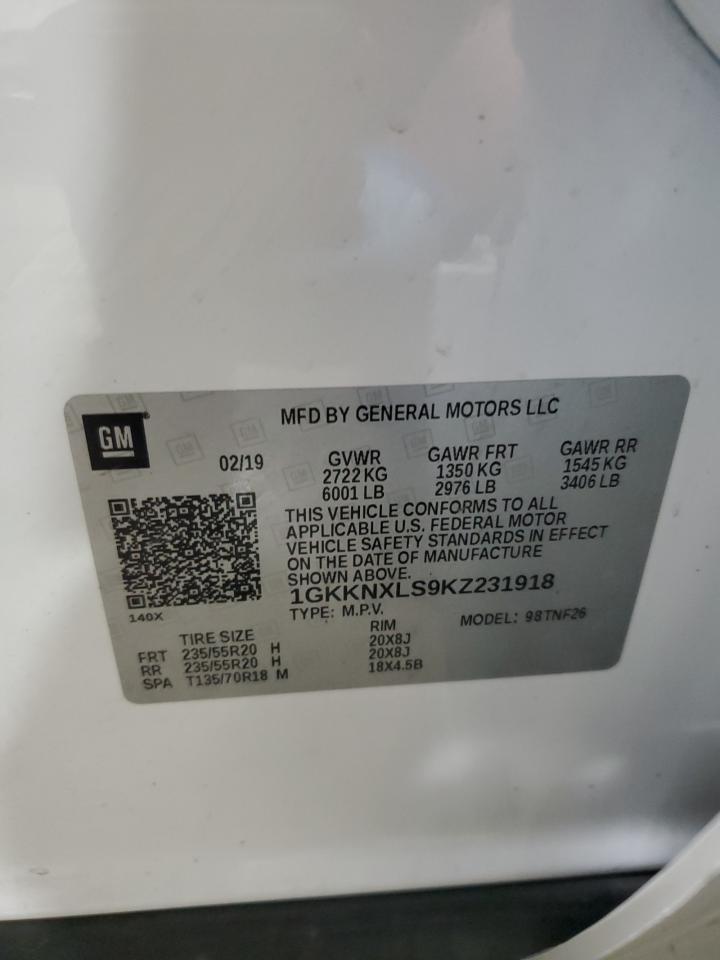 GM
MFD BY GENERAL MOTORS LLC
02/19 GVWR GAWR FRT GAWR RR
2722 KG 1350 KG 1545 KG
6001 LB 2976 LB 3406 LB
THIS VEHICLE CONFORMS TO ALL
APPLICABLE U.S. FEDERAL MOTOR
VEHICLE SAFETY STANDARDS IN EFFECT
ON THE DATE OF MANUFACTURE
SHOWN ABOVE.
1GKKNXLS9KZ231918
140X
TYPE: M.P.V. MODEL: 98TNF26
TIRE SIZE RIM
FRT 235/55R20 H 20X8J
RR 235/55R20 H 20X8J
SPA T135/70R18 M 18X4.5B